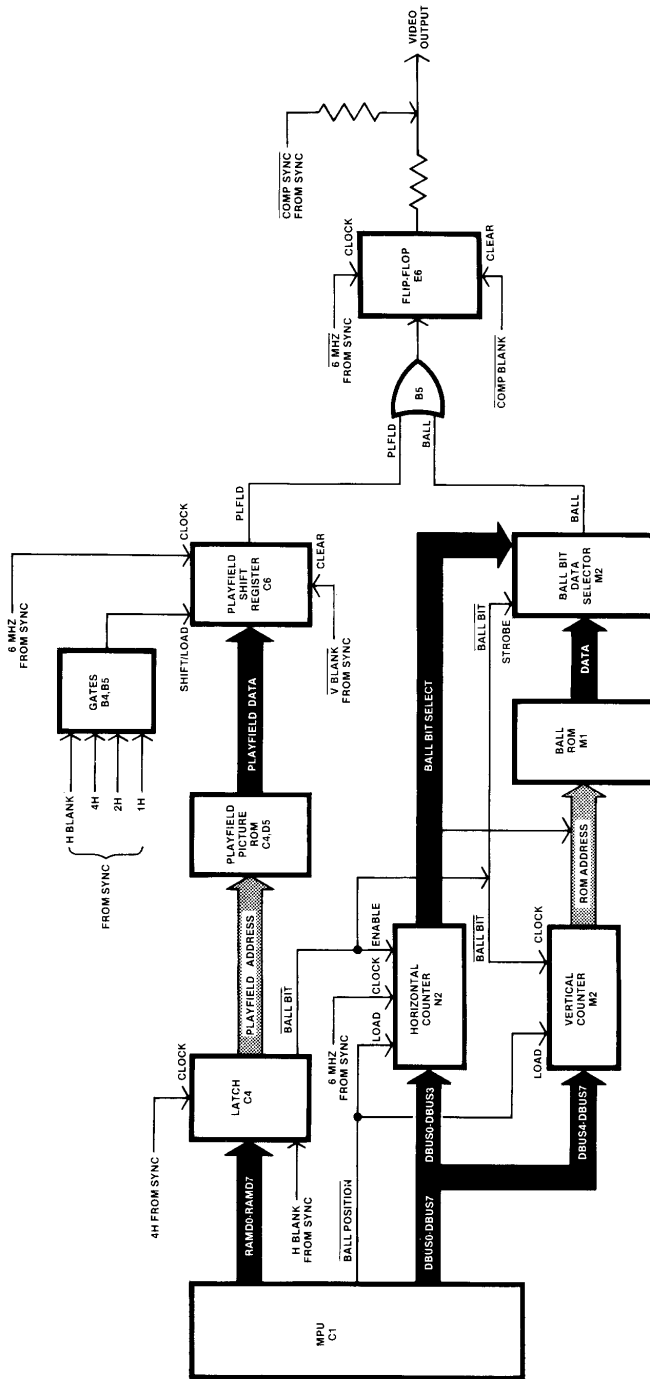 MPU
C1
RAMD0-RAMD7
4H FROM SYNC
H BLANK
FROM SYNC
BALL POSITION
DBUS0-DBUS7
DBUS0-DBUS3
DBUS4-DBUS7
CLOCK
LATCH
C4
PLAYFIELD ADDRESS
BALL BIT
PLAYFIELD
PICTURE
ROM
C4,D5
PLAYFIELD DATA
H BLANK
4H
2H
1H
FROM SYNC
GATES
B4,B5
SHIFT/LOAD
6 MHZ
FROM SYNC
CLOCK
PLAYFIELD
SHIFT
REGISTER
C6
CLEAR
V BLANK
FROM SYNC
PLFLD
6 MHZ
FROM SYNC
LOAD
CLOCK
ENABLE
HORIZONTAL
COUNTER
N2
BALL BIT SELECT
LOAD
CLOCK
BALL BIT
VERTICAL
COUNTER
M2
ROM ADDRESS
BALL
ROM
M1
DATA
BALL BIT
STROBE
BALL BIT
DATA
SELECTOR
M2
BALL
PLFLD
BALL
B5
6 MHZ
FROM SYNC
CLOCK
FLIP-FLOP
E6
CLEAR
COMP BLANK
COMP SYNC
FROM SYNC
VIDEO
OUTPUT